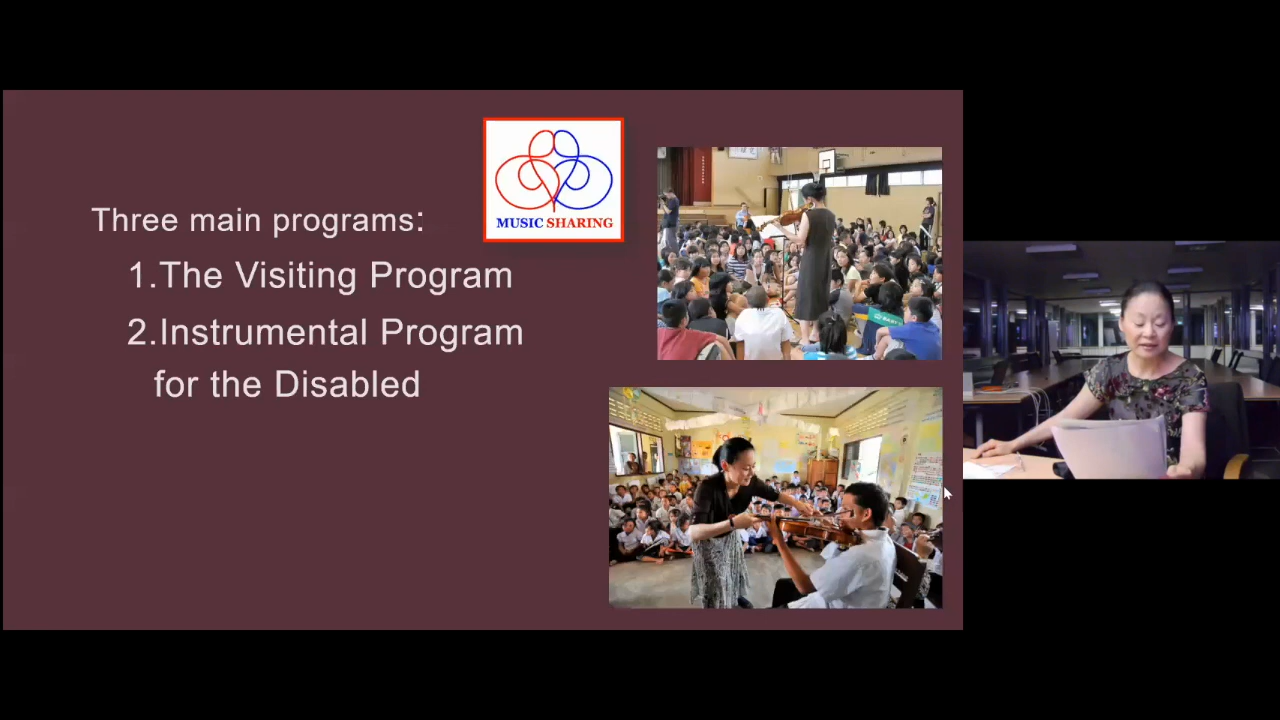 MUSIC SHARING
Three main programs:
1.The Visiting Program
2.Instrumental Program
for the Disabled